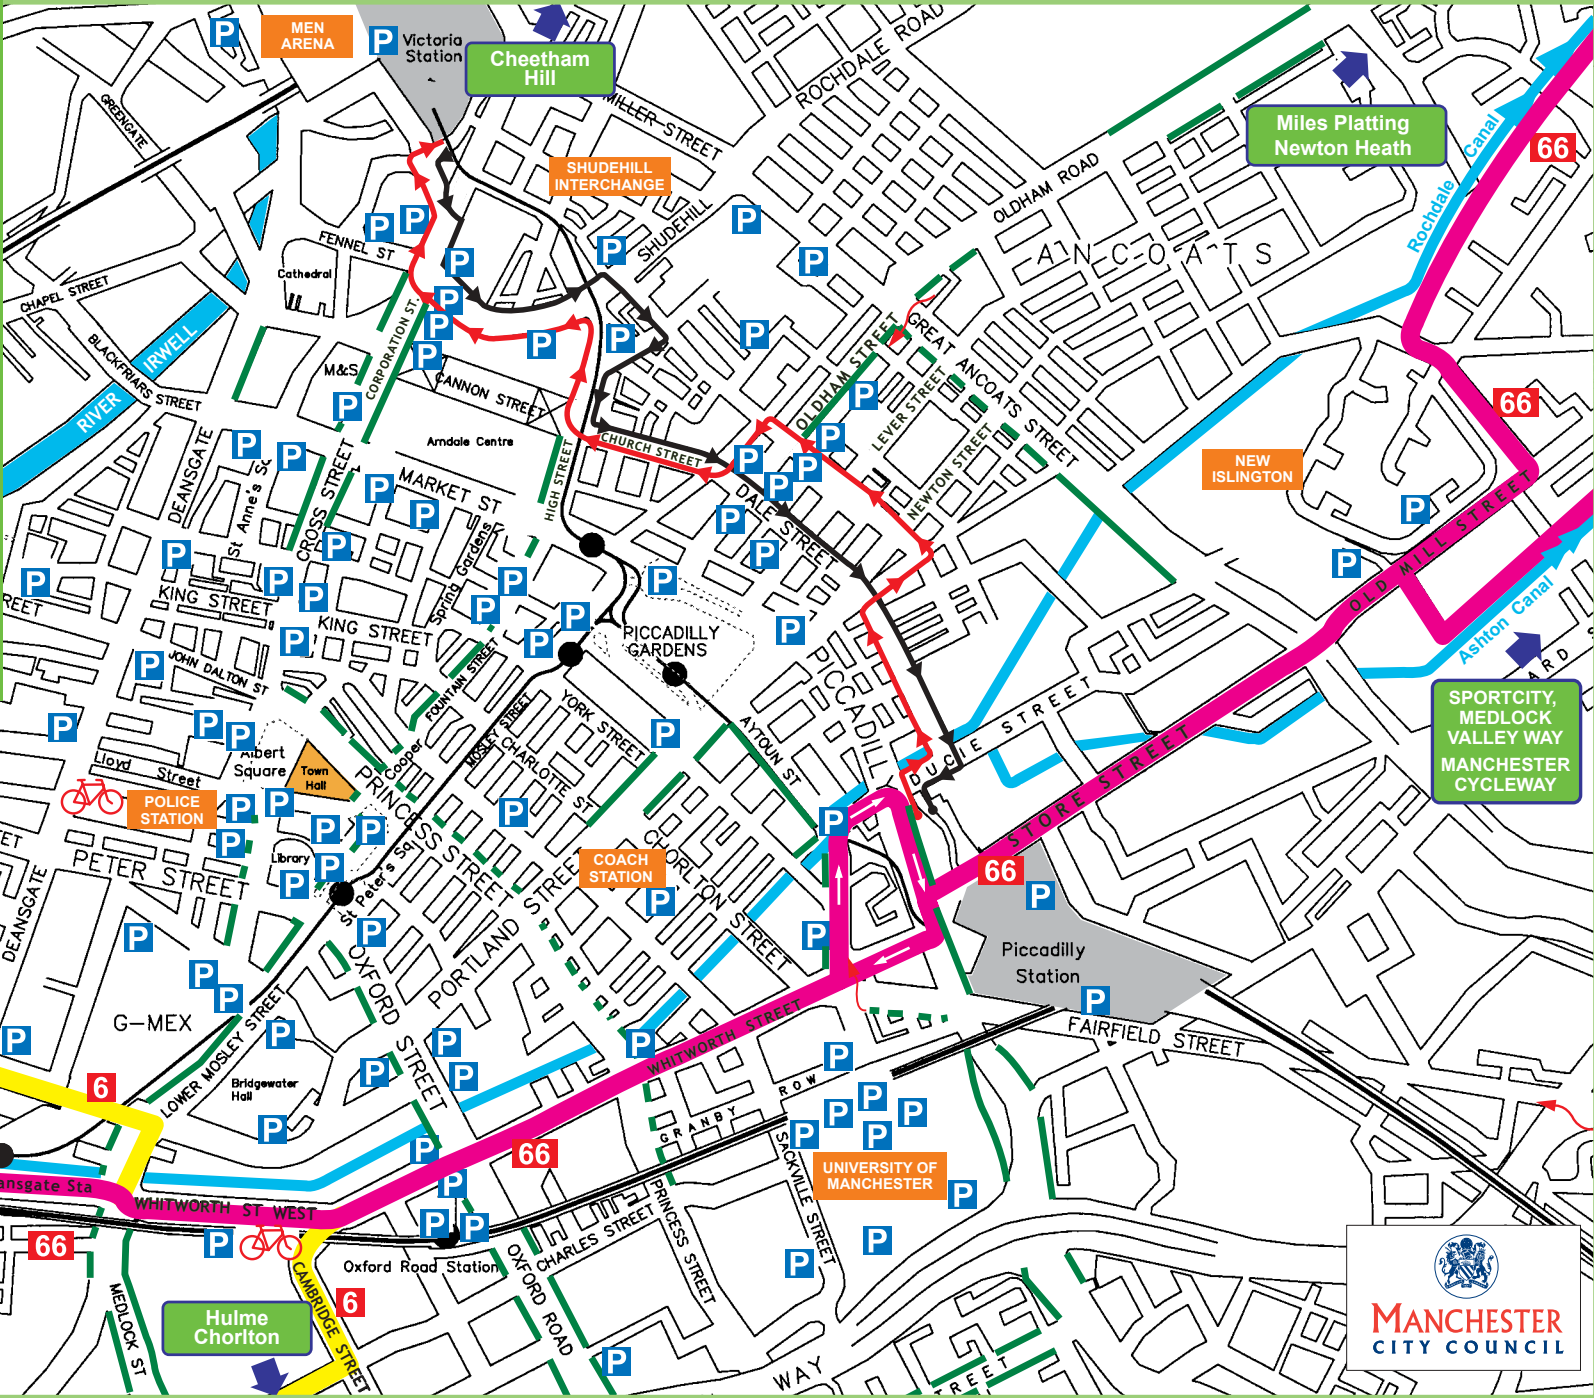 MEN
ARENA
P
P
Victoria
Station
Cheetham
Hill
MILLER STREET
ROCHDALE ROAD
Miles Platting
Newton Heath
Rochdale Canal
66
GREENGATE
SHUDEHILL
INTERCHANGE
OLDHAM ROAD
P
P
FENNEL ST
P
SHUDEHILL
P
P
ANCOATS
Cathedral
P
CHAPEL STREET
P
P
CORPORATION ST.
IRWELL
BLACKFRIARS STREET
RIVER
M&S
P
P
P
P
P
OLDHAM STREET
GREAT ANCOATS STREET
CANNON STREET
P
P
LEVER STREET
NEWTON STREET
66
Arndale Centre
CHURCH STREET
P
P
P
P
P
P
NEW
ISLINGTON
DEANSGATE
St Anne's Sq
CROSS STREET
MARKET ST
HIGH STREET
P
P
DALE STREET
P
P
P
OLD MILL STREET
P
P
P
P
P
P
P
KING STREET
KING STREET
Spring Gardens
P
P
P
P
P
P
P
PICCADILLY
GARDENS
PICCADILLY
Ashton Canal
P
P
JOHN DALTON ST
FOUNTAIN STREET
MOSLEY STREET
YORK STREET
CHARLOTTE ST
AYTOUN ST
DUCIE STREET
STORE STREET
SPORTCITY,
MEDLOCK
VALLEY WAY
MANCHESTER
CYCLEWAY
P
P
P
P
Albert
Square
Town
Hall
Cooper
Lloyd Street
POLICE
STATION
P
P
P
P
P
P
P
PRINCESS STREET
COACH
STATION
CHORLTON STREET
66
P
PETER STREET
Library
P
P
St Peter's Sq
P
P
P
Piccadilly
Station
DEANSGATE
P
P
P
OXFORD STREET
PORTLAND STREET
P
FAIRFIELD STREET
G-MEX
P
P
P
P
WHITWORTH STREET
P
6
LOWER MOSLEY STREET
Bridgewater
Hall
P
P
P
P
GRANBY ROW
P
P
P
P
P
66
UNIVERSITY OF
MANCHESTER
P
P
P
ansgate Sta
WHITWORTH ST WEST
SACKVILLE STREET
PRINCESS STREET
CHARLES STREET
66
P
P
P
P
P
Oxford Road Station
OXFORD ROAD
CAMBRIDGE STREET
6
MEDLOCK ST
Hulme
Chorlton
P
WAY
MANCHESTER
CITY COUNCIL